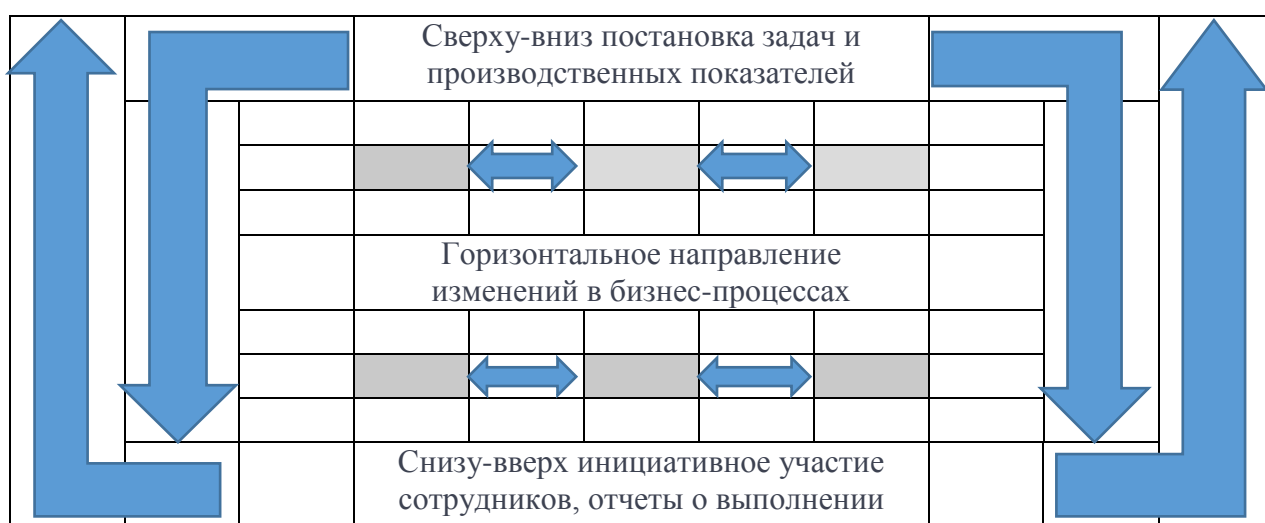 Сверху-вниз постановка задач и
производственных показателей
Горизонтальное направление
изменений в бизнес-процессах
Снизу-вверх инициативное участие
сотрудников, отчеты о выполнении